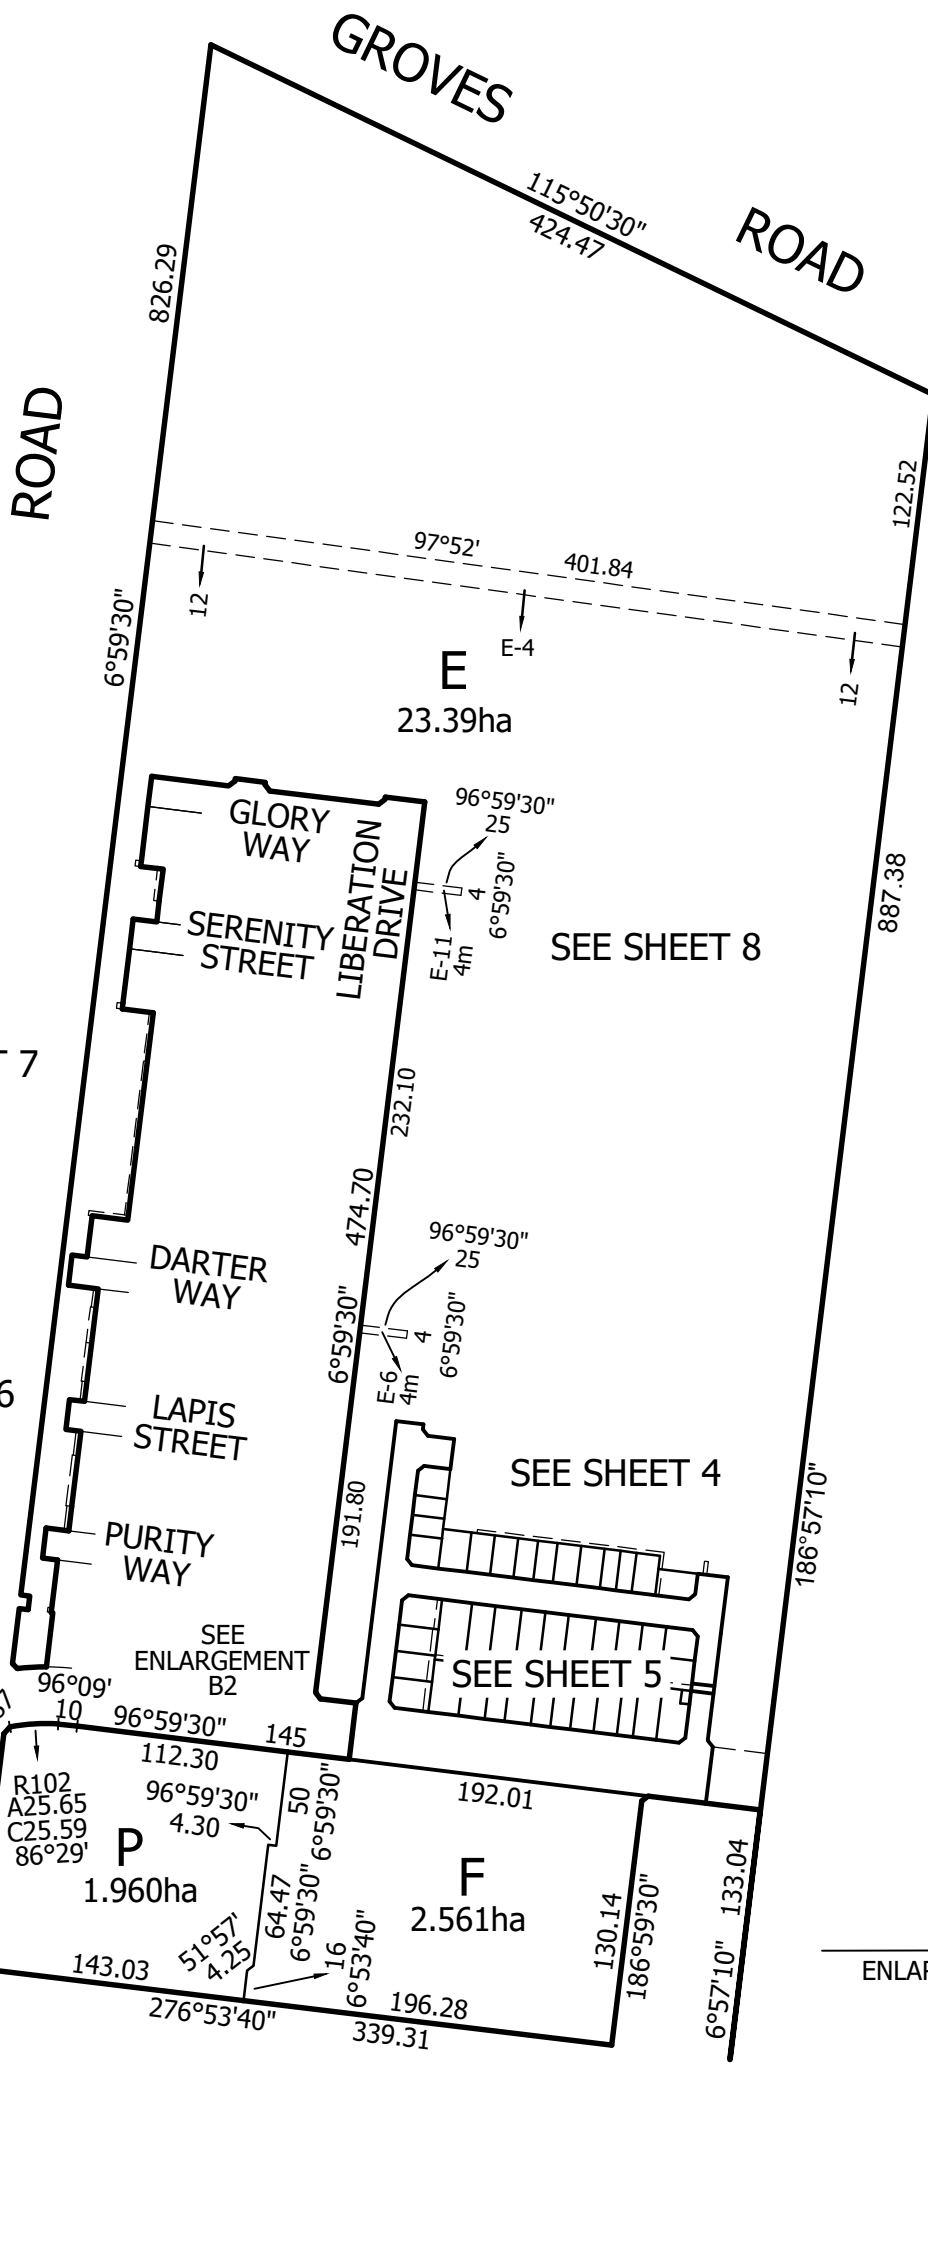 GROVES
ROAD
115°50'30"
424.47
826.29
ROAD
122.52
97°52'
401.84
12
E-4
12
6°59'30"
E
23.39ha
GLORY
WAY
LIBERATION
DRIVE
96°59'30"
25
4
6°59'30"
E-11
4m
SERENITY
STREET
SEE SHEET 8
887.38
7
232.10
474.70
96°59'30"
25
DARTER
WAY
6°59'30"
4
6°59'30"
E-6
4m
6
LAPIS
STREET
SEE SHEET 4
191.80
186°57'10"
PURITY
WAY
SEE
ENLARGEMENT
B2
SEE SHEET 5
96°09'
10
96°59'30"
145
112.30
192.01
R102
A25.65
C25.59
86°29'
96°59'30"
4.30
50
6°59'30"
P
1.960ha
F
2.561ha
64.47
6°59'30"
130.14
186°59'30"
133.04
6°57'10"
51°57'
4.25
16
6°53'40"
143.03
276°53'40"
196.28
339.31